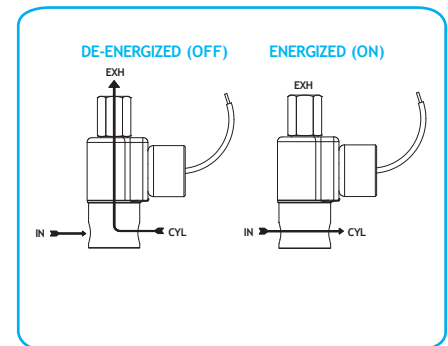 DE-ENERGIZED (OFF) ENERGIZED (ON)
EXH EXH
IN CYL IN CYL